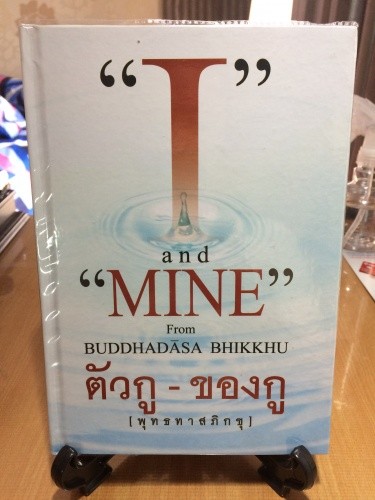 “I”
and
“MINE”
From
BUDDHADĀSA BHIKKHU
ตัวกู - ของกู
[พุทธทาสภิกขุ]